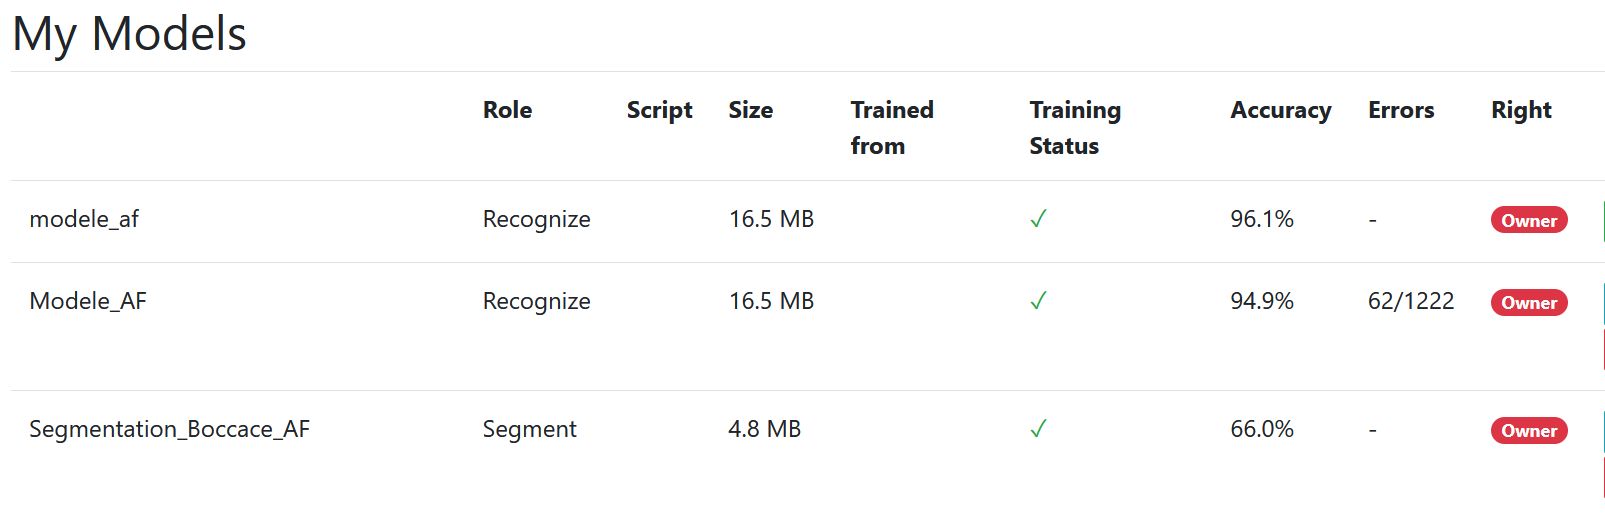 My Models
Role Script Size Trained from Training Status Accuracy Errors Right
modele_af Recognize 16.5 MB ✓ 96.1% - Owner
Modele_AF Recognize 16.5 MB ✓ 94.9% 62/1222 Owner
Segmentation_Boccace_AF Segment 4.8 MB ✓ 66.0% - Owner